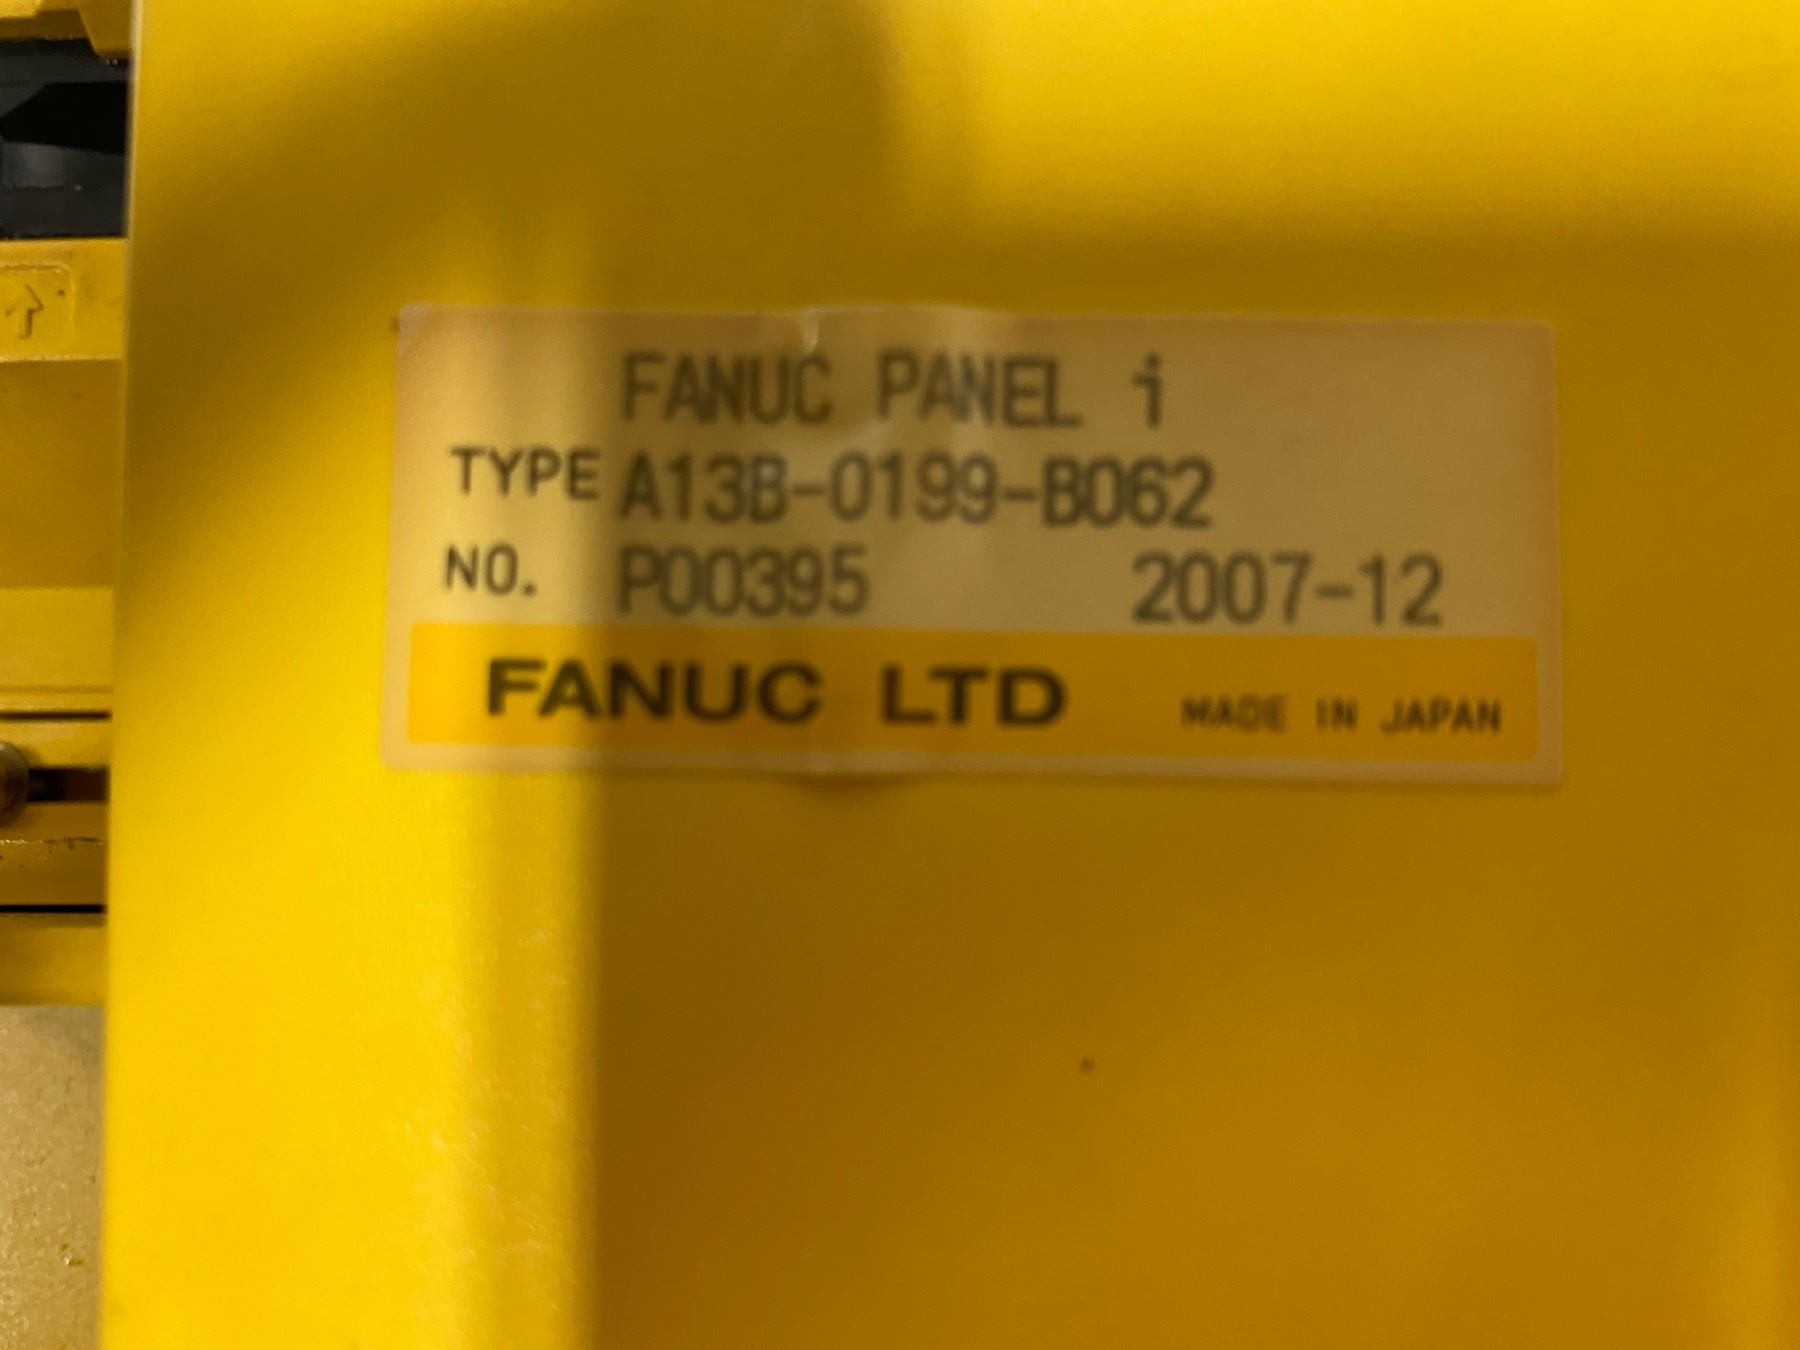 FANUC PANEL i
TYPE A13B-0199-B062
NO. P00395 2007-12
FANUC LTD MADE IN JAPAN